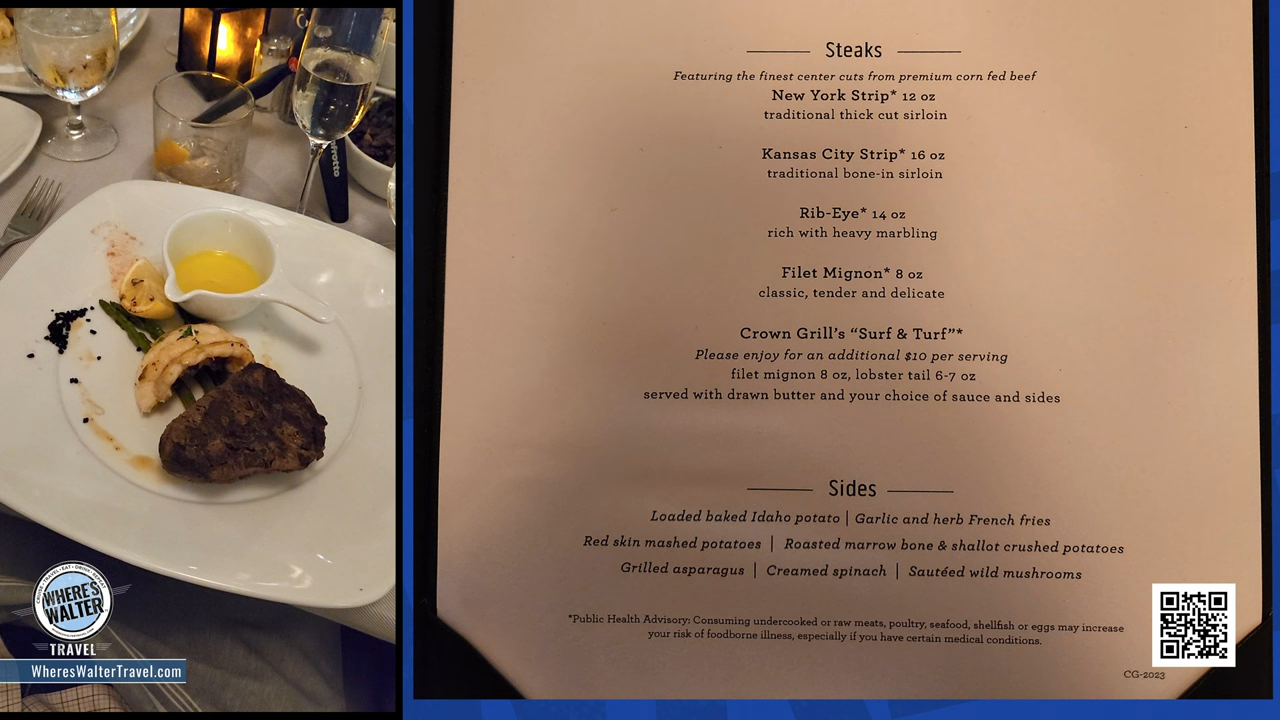 Steaks
Featuring the finest center cuts from premium corn fed beef
New York Strip* 12 oz
traditional thick cut sirloin
Kansas City Strip* 16 oz
traditional bone-in sirloin
Rib-Eye* 14 oz
rich with heavy marbling
Filet Mignon* 8 oz
classic, tender and delicate
Crown Grill's “Surf & Turf”*
Please enjoy for an additional $10 per serving
filet mignon 8 oz, lobster tail 6-7 oz
served with drawn butter and your choice of sauce and sides
Sides
Loaded baked Idaho potato | Garlic and herb French fries
Red skin mashed potatoes | Roasted marrow bone & shallot crushed potatoes
Grilled asparagus | Creamed spinach | Sautéed wild mushrooms
*Public Health Advisory: Consuming undercooked or raw meats, poultry, seafood, shellfish or eggs may increase
your risk of foodborne illness, especially if you have certain medical conditions.
CG-2023
WHERE'S
WALTER
TRAVEL
WheresWalterTravel.com